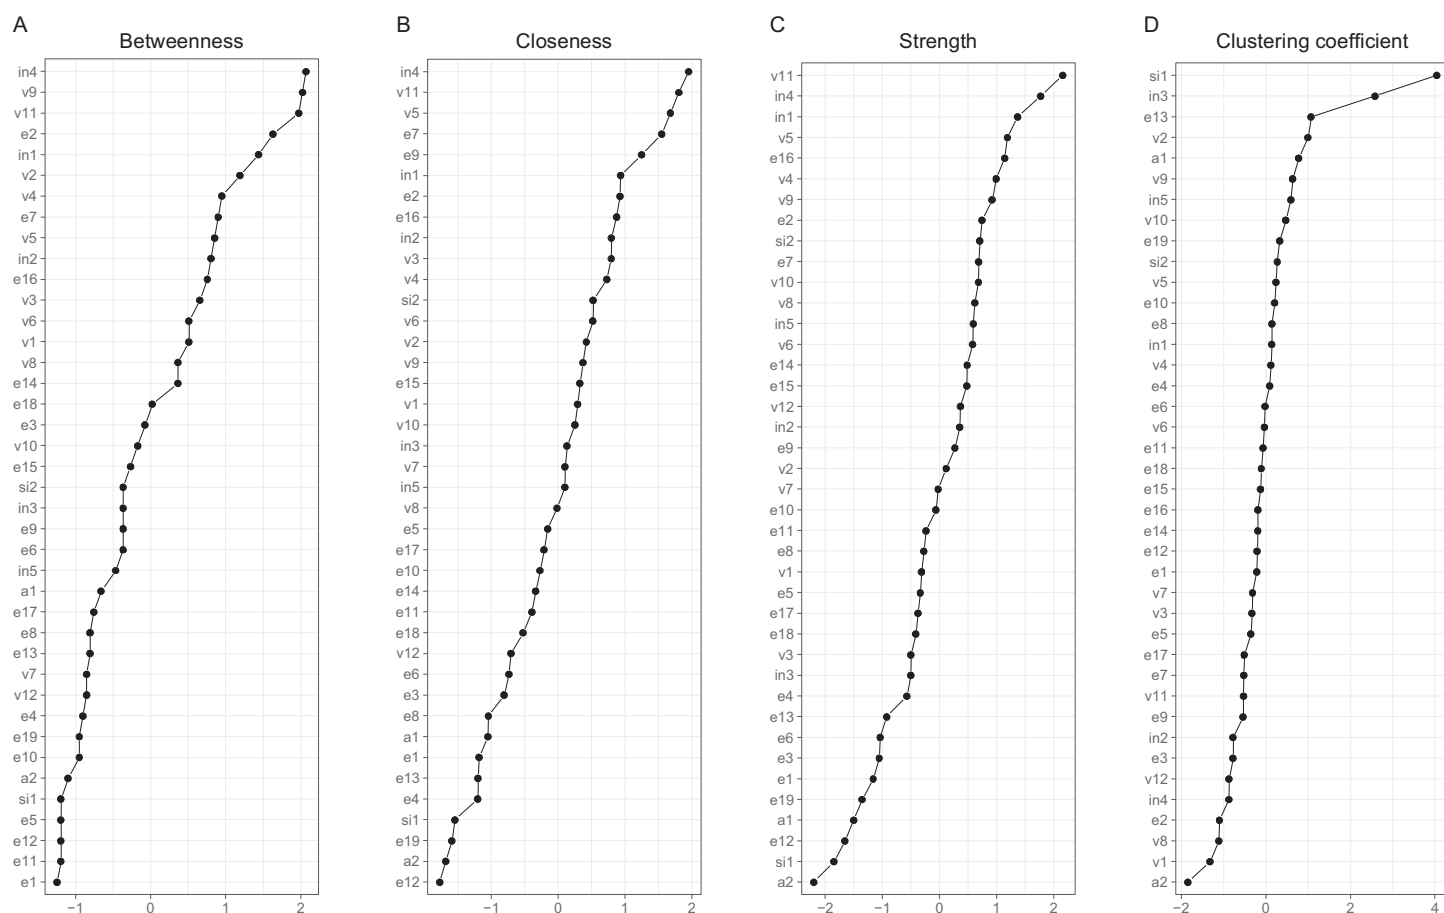 A
Betweenness
in4
v9
v11
e2
in1
v2
v4
e7
v5
in2
e16
v3
v6
v1
v8
e14
e18
e3
v10
e15
si2
in3
e9
e6
in5
a1
e17
e8
e13
v7
v12
e4
e19
e10
a2
si1
e5
e12
e11
e1
−1 0 1 2
B
Closeness
in4
v11
v5
e7
e9
in1
e2
e16
in2
v3
v4
si2
v6
v2
v9
e15
v1
v10
in3
v7
in5
v8
e5
e17
e10
e14
e11
e18
v12
e6
e3
e8
a1
e1
e13
e4
si1
e19
a2
e12
−1 0 1 2
C
Strength
v11
in4
in1
v5
e16
v4
v9
e2
si2
e7
v10
v8
in5
v6
e14
e15
v12
in2
e9
v2
v7
e10
e11
e8
v1
e5
e17
e18
v3
in3
e4
e13
e6
e3
e1
e19
a1
e12
si1
a2
−2 −1 0 1 2
D
Clustering coefficient
si1
in3
e13
v2
a1
v9
in5
v10
e19
si2
v5
e10
e8
in1
v4
e4
e6
v6
e11
e18
e15
e16
e14
e12
e1
v7
v3
e5
e17
e7
v11
e9
in2
e3
v12
in4
e2
v8
v1
a2
−2 0 2 4